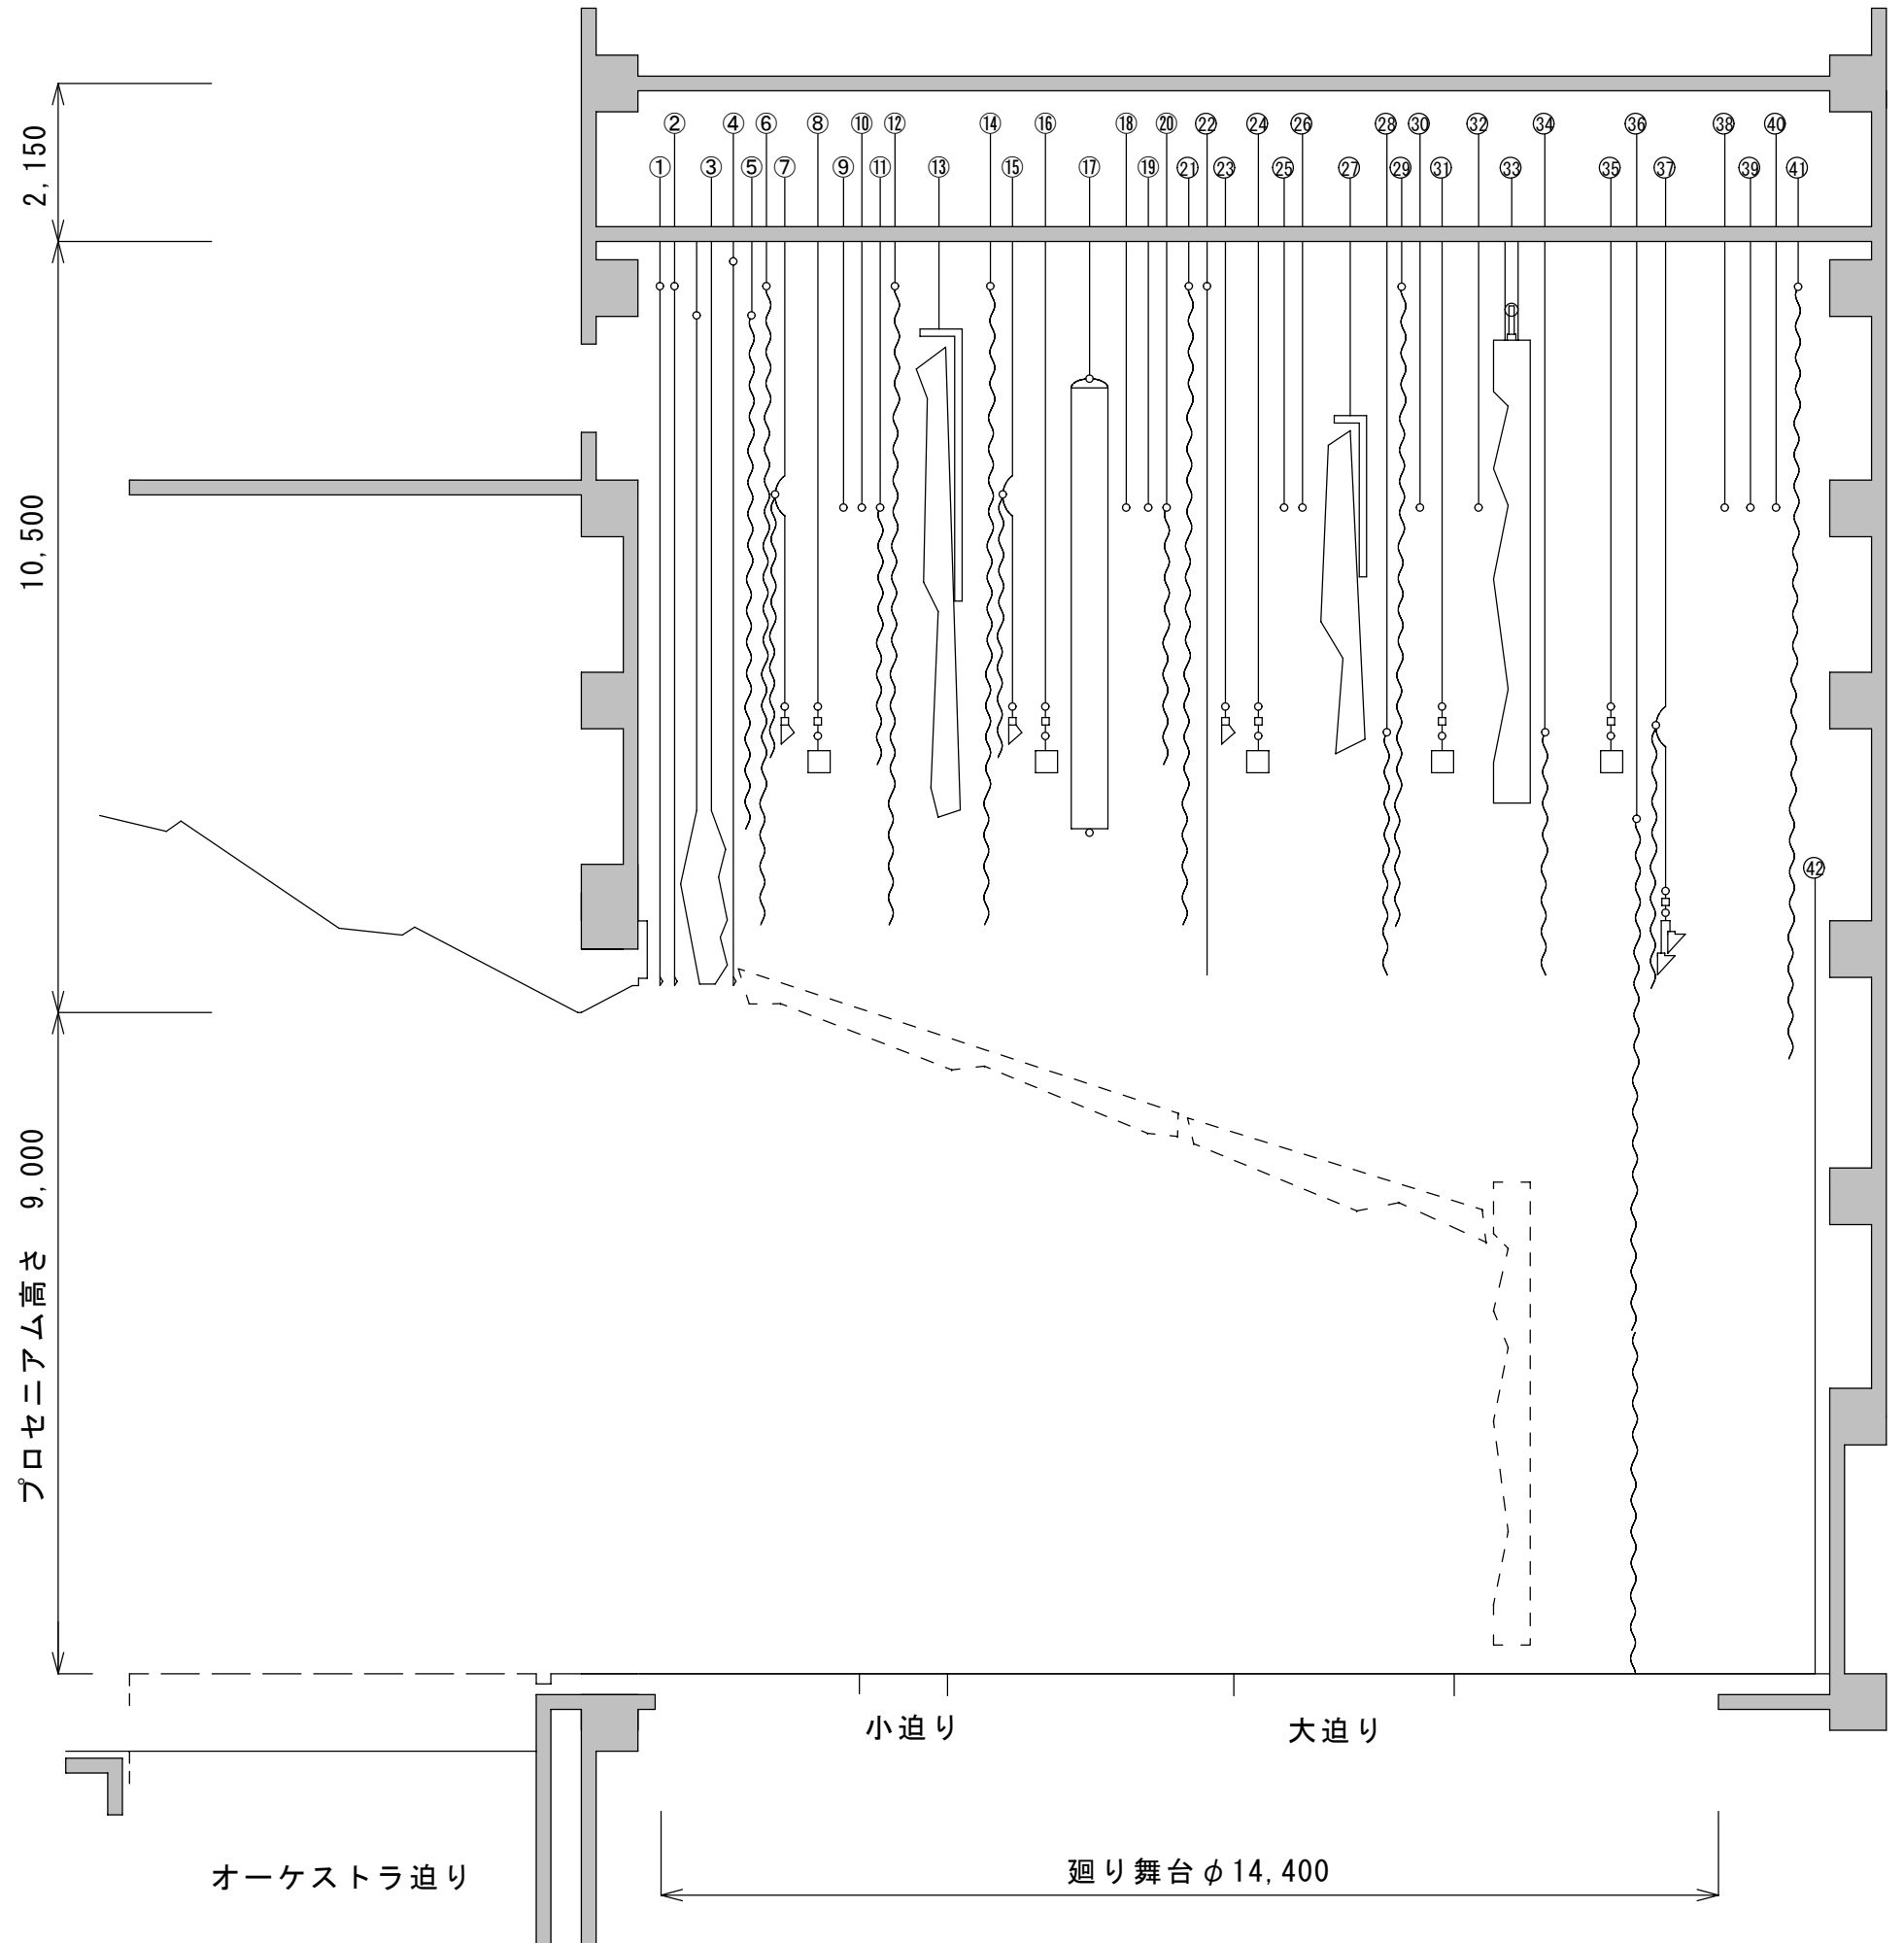 ② ④ ⑥ ⑧ ⑩ ⑫ ⑭ ⑯ ⑱ ⑳ ㉒ ㉔ ㉖ ㉘ ㉚ ㉜ ㉞ ㊱ ㊳ ㊵
① ③ ⑤ ⑦ ⑨ ⑪ ⑬ ⑮ ⑰ ⑲ ㉑ ㉓ ㉕ ㉗ ㉙ ㉛ ㉝ ㉟ ㊲ ㊴ ㊶
2,150
10,500
㊷
プロセニアム高さ 9,000
小迫り
大迫り
オーケストラ迫り
廻り舞台φ14,400